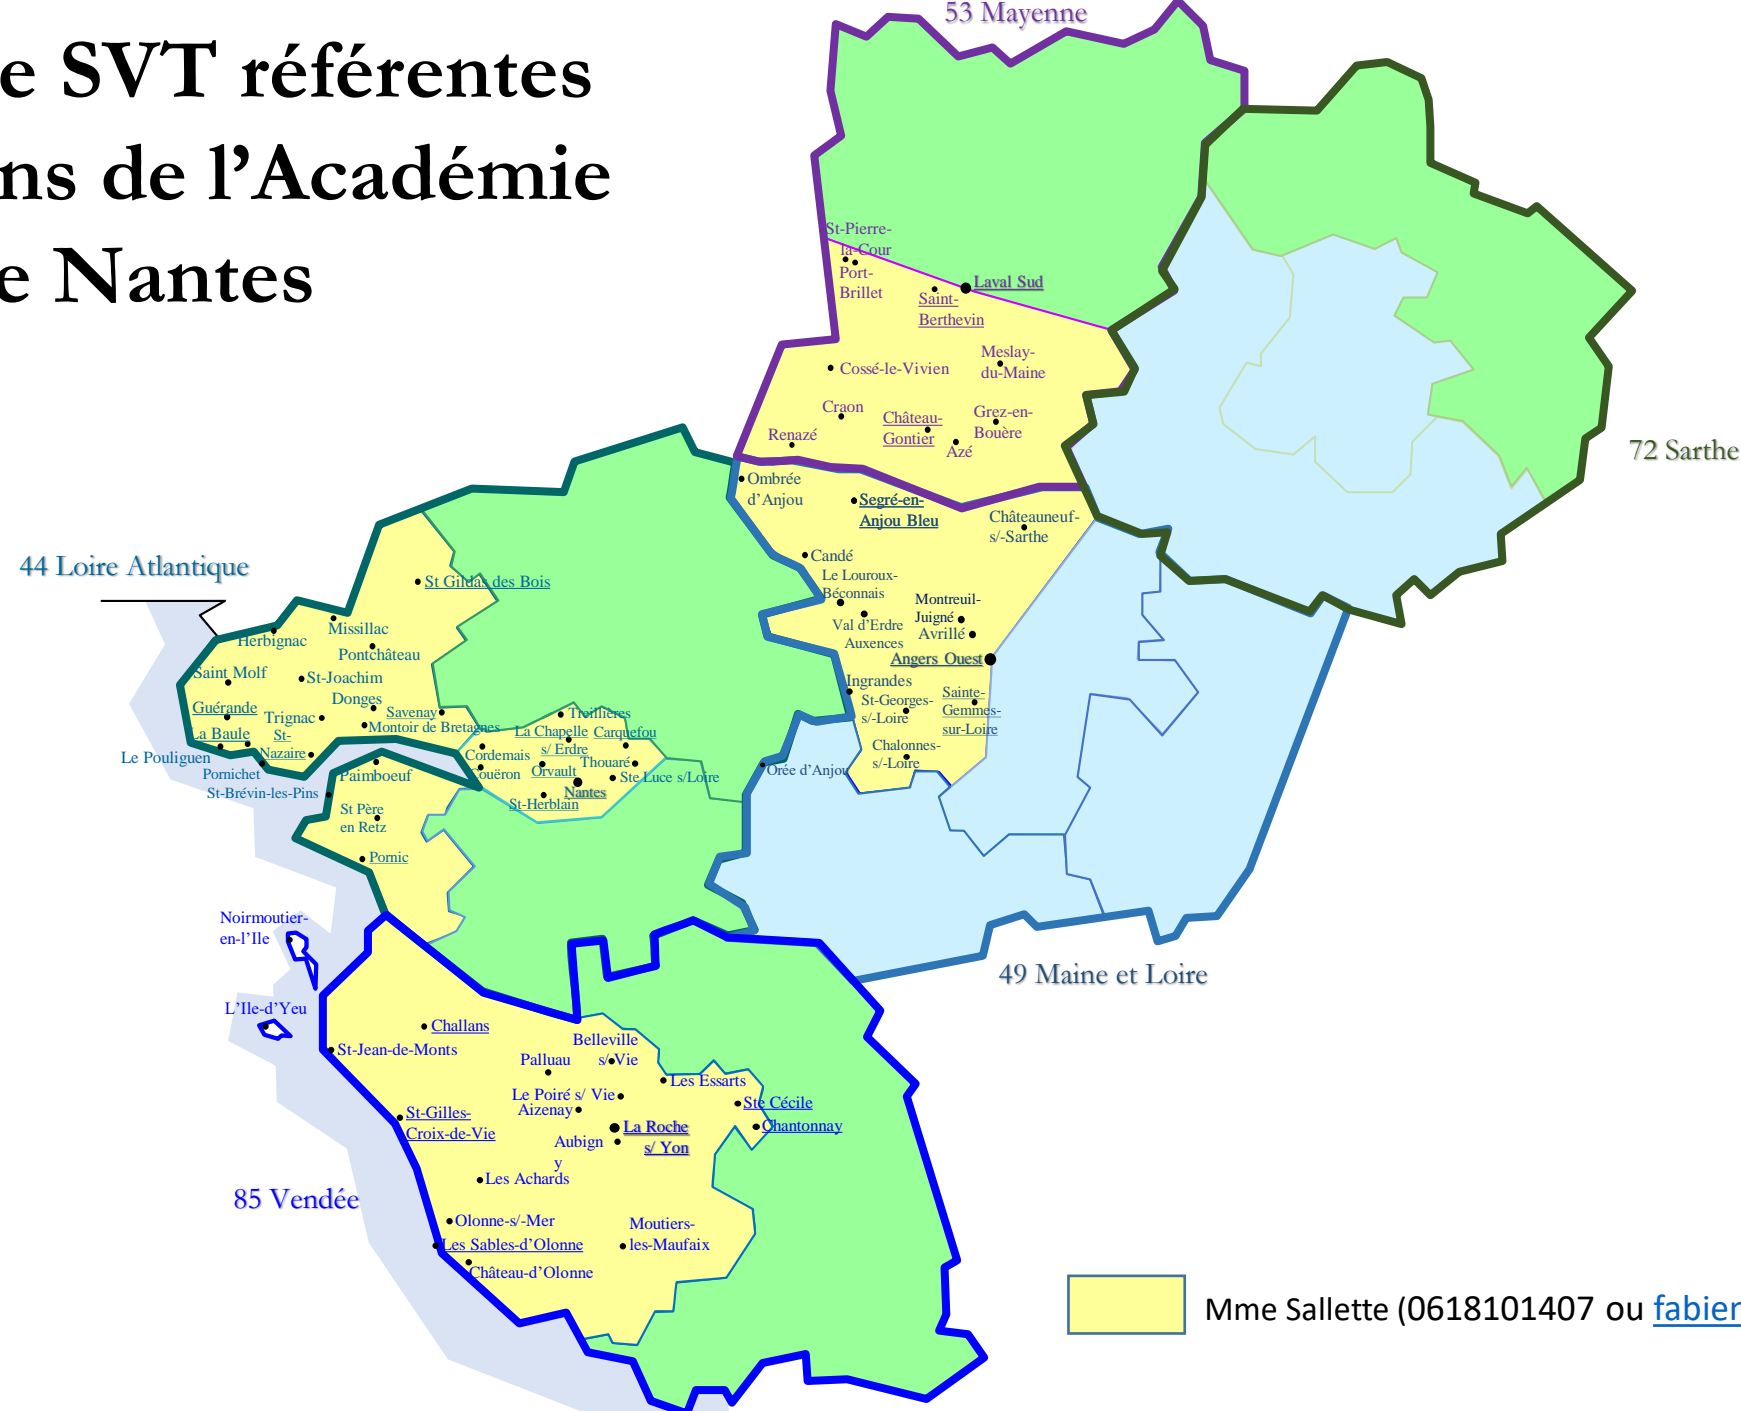 e SVT référentes
ns de l’Académie
e Nantes
53 Mayenne
St-Pierre-
la-Cour
Port-
Brillet
Laval Sud
Saint-
Berthevin
Cossé-le-Vivien
Meslay-
du-Maine
Craon
Château-
Gontier
Grez-en-
Bouère
Renazé
Azé
72 Sarthe
Ombrée
d’Anjou
Segré-en-
Anjou Bleu
Châteauneuf-
s/-Sarthe
Candé
Le Louroux-
Béconnais
Val d’Erdre
Auxences
Montreuil-
Juigné
Avrillé
Angers Ouest
Ingrandes
St-Georges-
s/-Loire
Sainte-
Gemmes-
sur-Loire
Chalonnes-
s/-Loire
Orée d’Anjou
49 Maine et Loire
44 Loire Atlantique
St Gildas des Bois
Missillac
Herbignac
Pontchâteau
Saint Molf
St-Joachim
Donges
Guérande
Trignac
Savenay
Montoir de Bretagnes
La Baule
St-
Nazaire
Le Pouliguen
Pornichet
St-Brévin-les-Pins
Paimboeuf
St Père
en Retz
Pornic
Treillières
La Chapelle
s/ Erdre
Carquefou
Cordemais
Couëron
Orvault
Thouaré
Ste Luce s/Loire
Nantes
St-Herblain
Noirmoutier-
en-l’Ile
L’Ile-d’Yeu
Challans
St-Jean-de-Monts
Belleville
s/ Vie
Palluau
Les Essarts
Le Poiré s/ Vie
Aizenay
Ste Cécile
St-Gilles-
Croix-de-Vie
La Roche
s/ Yon
Chantonnay
Aubign
y
Les Achards
85 Vendée
Olonne-s/-Mer
Moutiers-
les-Maufaix
Les Sables-d’Olonne
Château-d’Olonne
Mme Sallette (0618101407 ou fabier